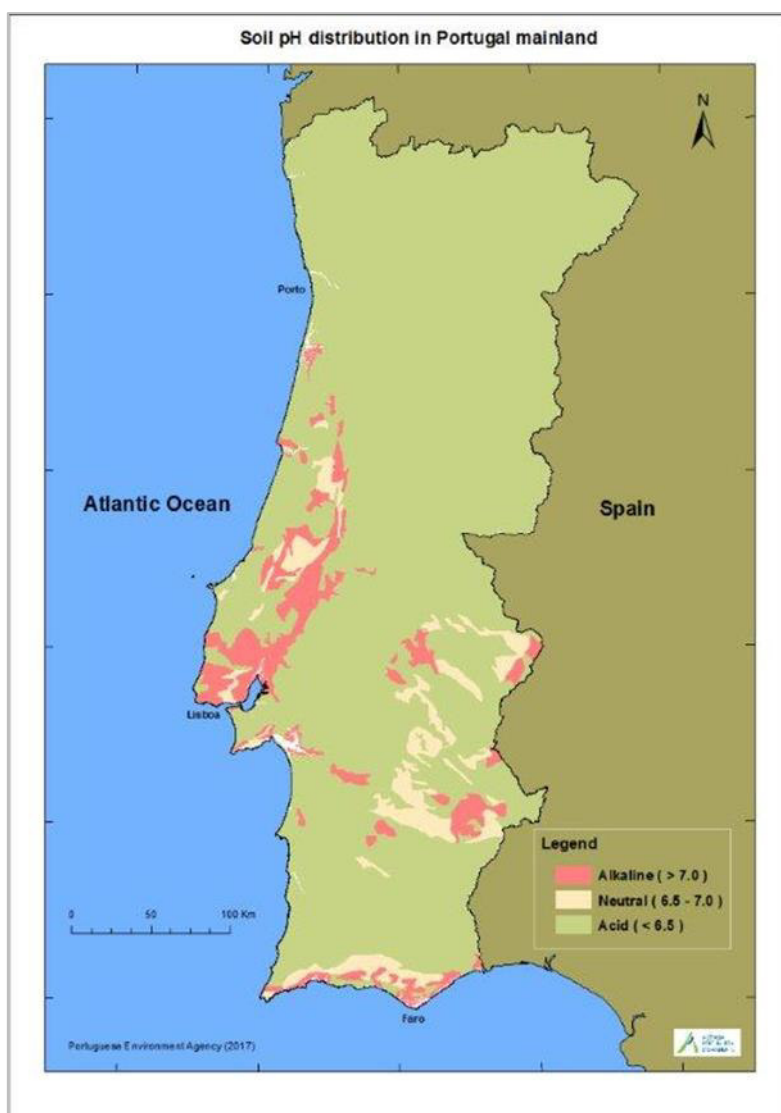 Soil pH distribution in Portugal mainland
N
Porto
Atlantic Ocean
Spain
Lisboa
Legend
Alkaline ( > 7.0 )
Neutral ( 6.5 - 7.0 )
Acid ( < 6.5 )
0 50 100 Km
Faro
Portuguese Environment Agency (2017)